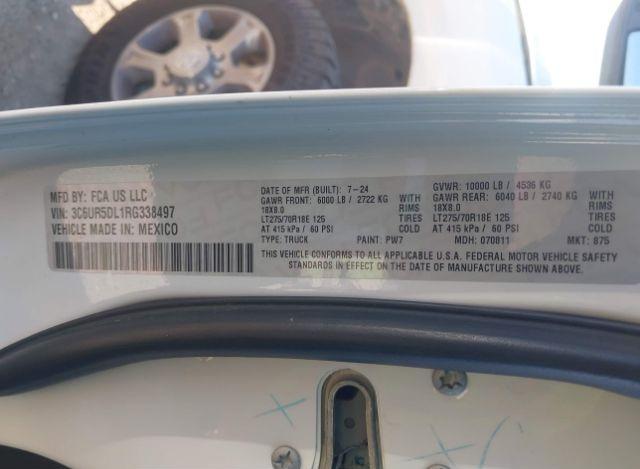 MFD BY: FCA US LLC
VIN: 3C6UR5DL1RG338497
VEHICLE MADE IN: MEXICO
DATE OF MFR (BUILT): 7-24
GAWR FRONT: 6000 LB / 2722 KG
18X8.0 RIMS
LT275/70R18E 125 TIRES
AT 415 kPa / 60 PSI COLD
TYPE: TRUCK PAINT: PW7
WITH
GVWR: 10000 LB / 4536 KG
GAWR REAR: 6040 LB / 2740 KG
18X8.0 RIMS
LT275/70R18E 125 TIRES
AT 415 kPa / 60 PSI COLD
MDH: 070811 MKT: 875
WITH
THIS VEHICLE CONFORMS TO ALL APPLICABLE U.S.A. FEDERAL MOTOR VEHICLE SAFETY
STANDARDS IN EFFECT ON THE DATE OF MANUFACTURE SHOWN ABOVE.